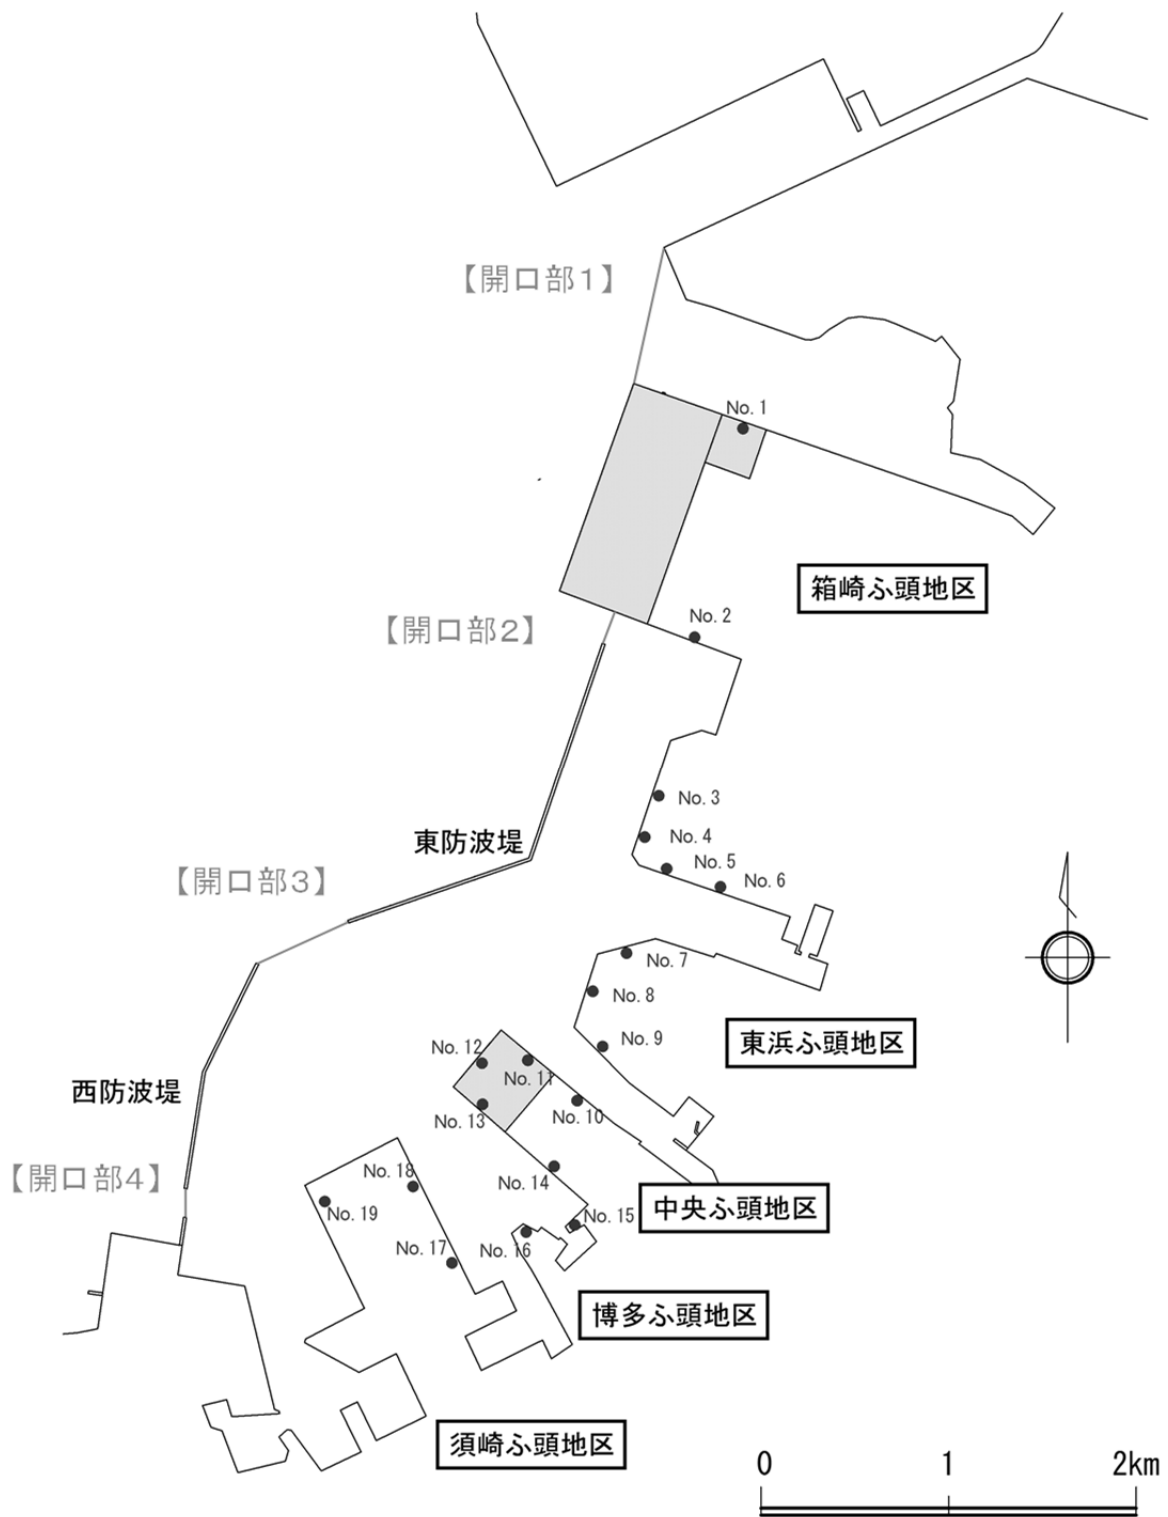 【開口部1】
No. 1
箱崎ふ頭地区
【開口部2】
No. 2
No. 3
東防波堤
No. 4
No. 5
【開口部3】
No. 6
No. 7
No. 8
東浜ふ頭地区
No. 9
No. 12
No. 11
西防波堤
No. 10
No. 13
【開口部4】
No. 18
No. 14
中央ふ頭地区
No. 19
No. 15
No. 17
No. 16
博多ふ頭地区
須崎ふ頭地区
0 1 2km